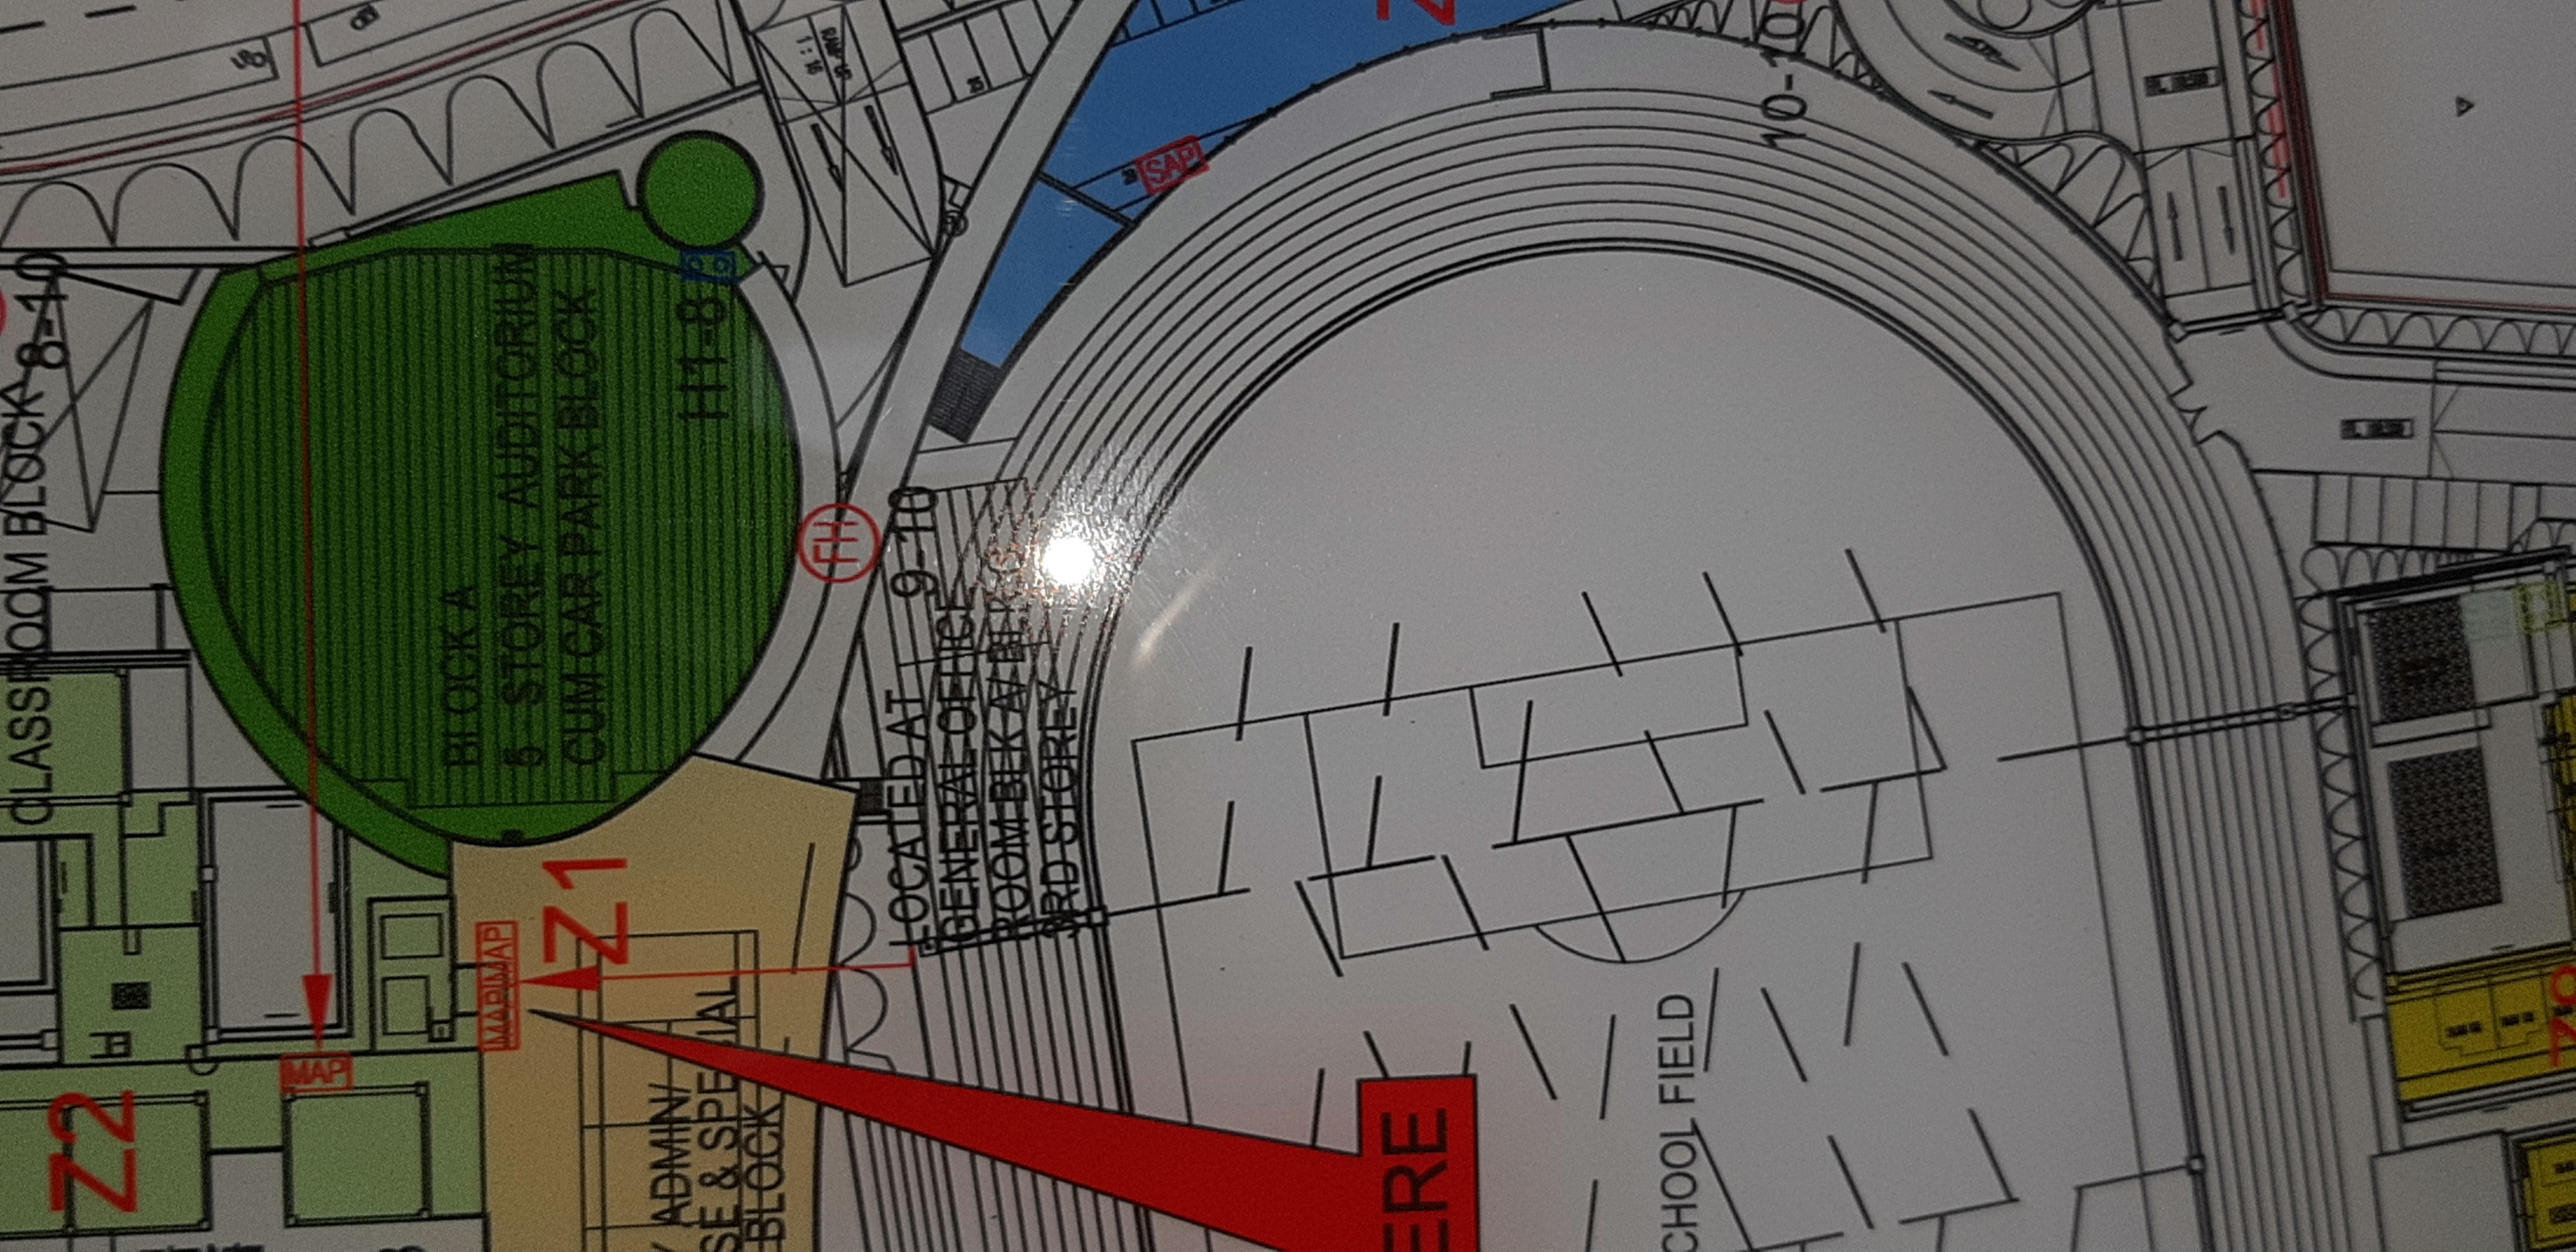 CLASSROOM BLOCK
8-10
Z2
MAP
BLOCK A
5 STOREY AUDITORIUM
CUM CAR PARK BLOCK
MAP MAP
Z1
H1-8
Y ADMIN/
SE & SPECIAL
BLOCK
FH
9-10
LOCATED AT
GENERAL OFFICE
ROOM BLK A/ BLK G
3RD STOREY
SAP
ERE
CHOOL FIELD
10-10
Z8